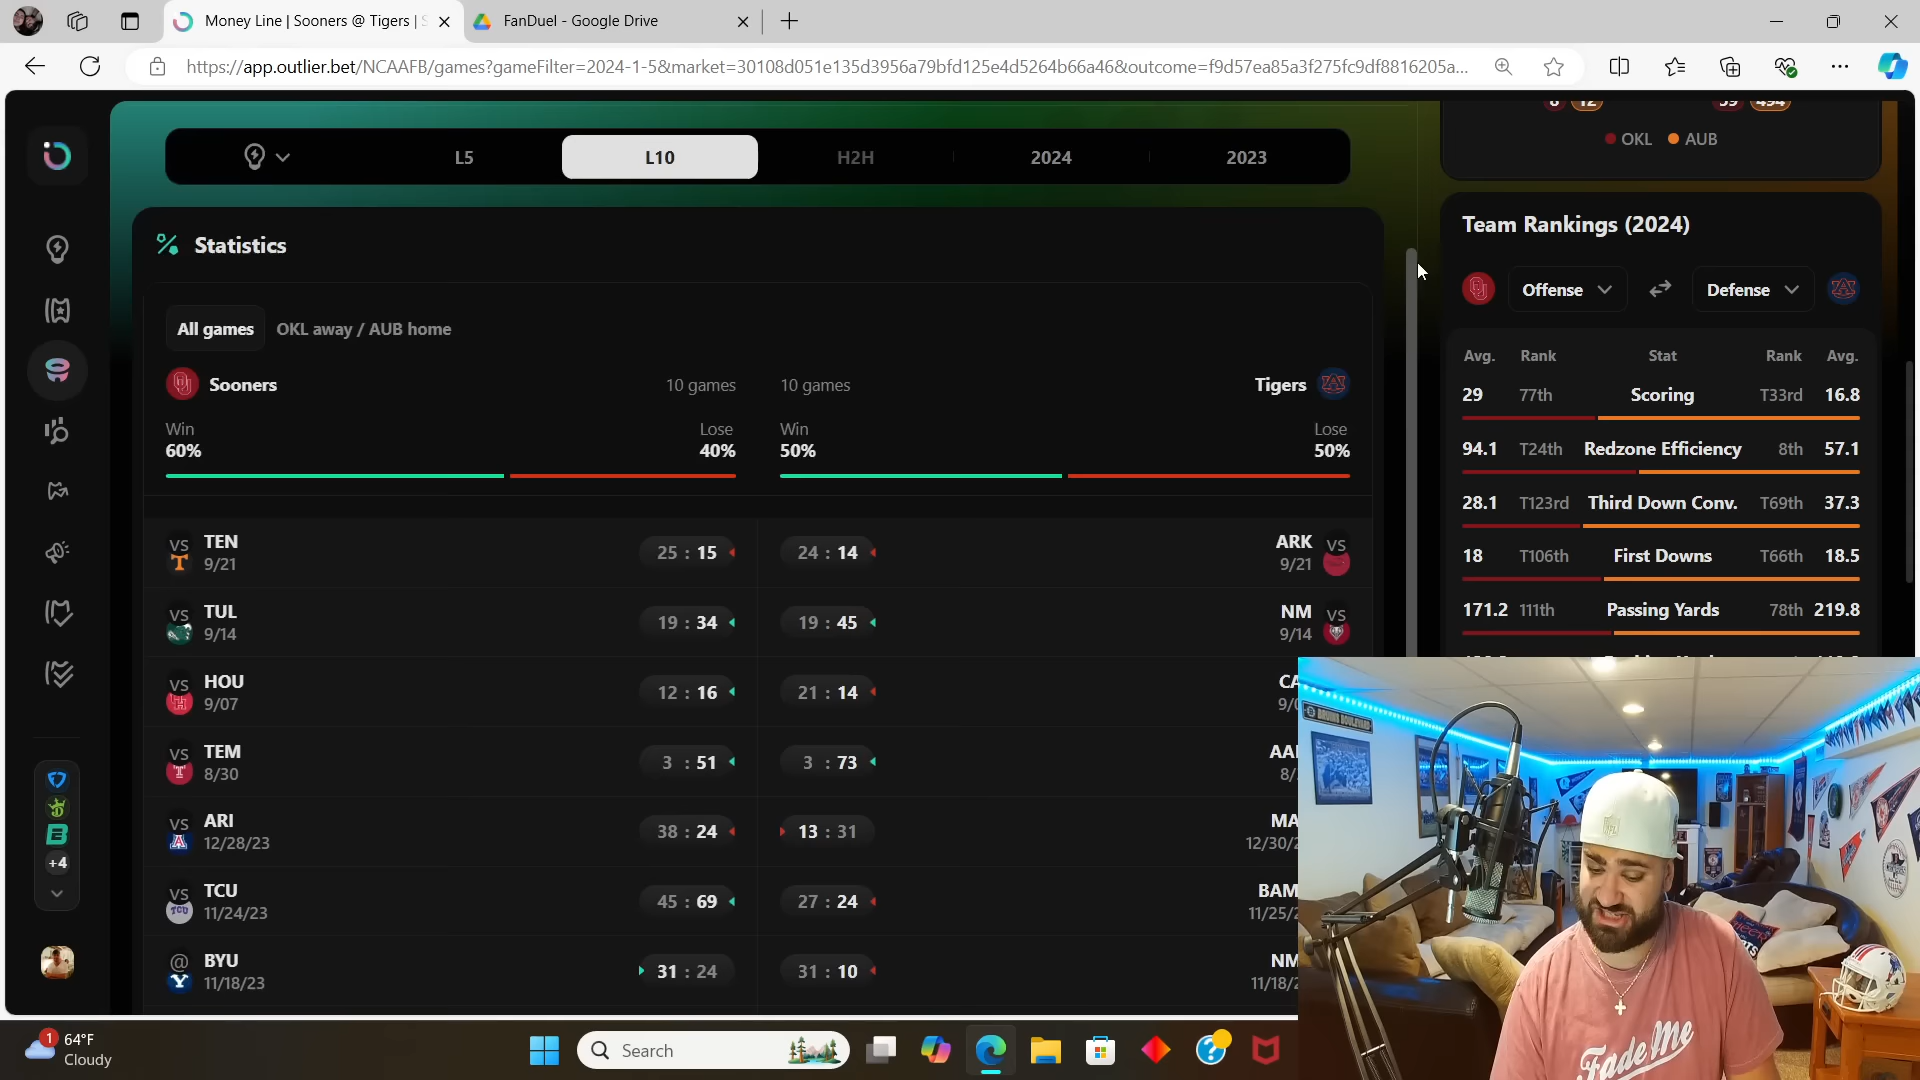 Money Line | Sooners @ Tigers |
FanDuel - Google Drive
https://app.outlier.bet/NCAAFB/games?gameFilter=2024-1-5&market=30108d051e135d3956a79bfd125e4d5264b66a46&outcome=f9d57ea85a3f275fc9df8816205a...
L5 L10 H2H 2024 2023
OKL AUB
Statistics
All games OKL away / AUB home
Sooners 10 games 10 games Tigers
Win Lose Win Lose
60% 40% 50% 50%
VS TEN 25 : 15 24 : 14 ARK VS
9/21 9/21
VS TUL 19 : 34 19 : 45 NM VS
9/14 9/14
VS HOU 12 : 16 21 : 14
9/07
VS TEM 3 : 51 3 : 73
8/30
VS ARI 38 : 24 13 : 31
12/28/23
VS TCU 45 : 69 27 : 24 BAM
11/24/23
@ BYU 31 : 24 31 : 10
11/18/23
Team Rankings (2024)
Offense Defense
Avg. Rank Stat Rank Avg.
29 77th Scoring T33rd 16.8
94.1 T24th Redzone Efficiency 8th 57.1
28.1 T123rd Third Down Conv. T69th 37.3
18 T106th First Downs T66th 18.5
171.2 111th Passing Yards 78th 219.8
+4
BRUINS BOULEVARD
Fade Me
1
64°F
Cloudy
Search